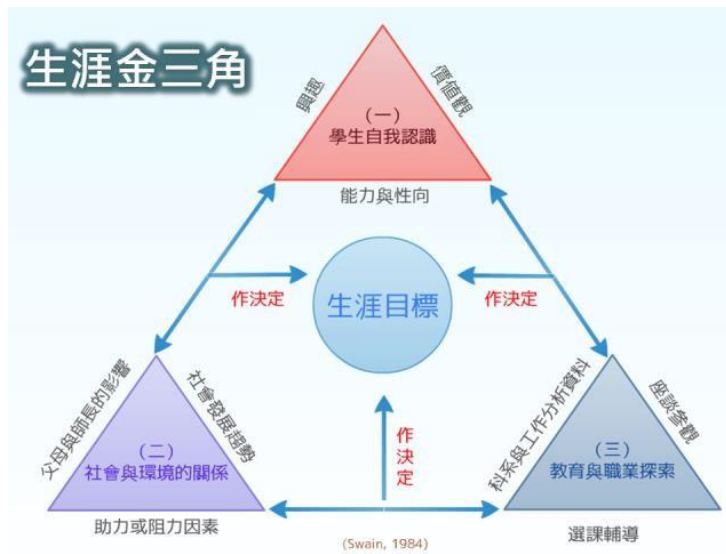 生涯金三角
興趣
價值觀
（一）
學生自我認識
能力與性向
生涯目標
作決定
作決定
作決定
父母與師長的影響
社會發展趨勢
（二）
社會與環境的關係
助力或阻力因素
科系與工作分析資料
座談參觀
（三）
教育與職業探索
選課輔導
(Swain, 1984)